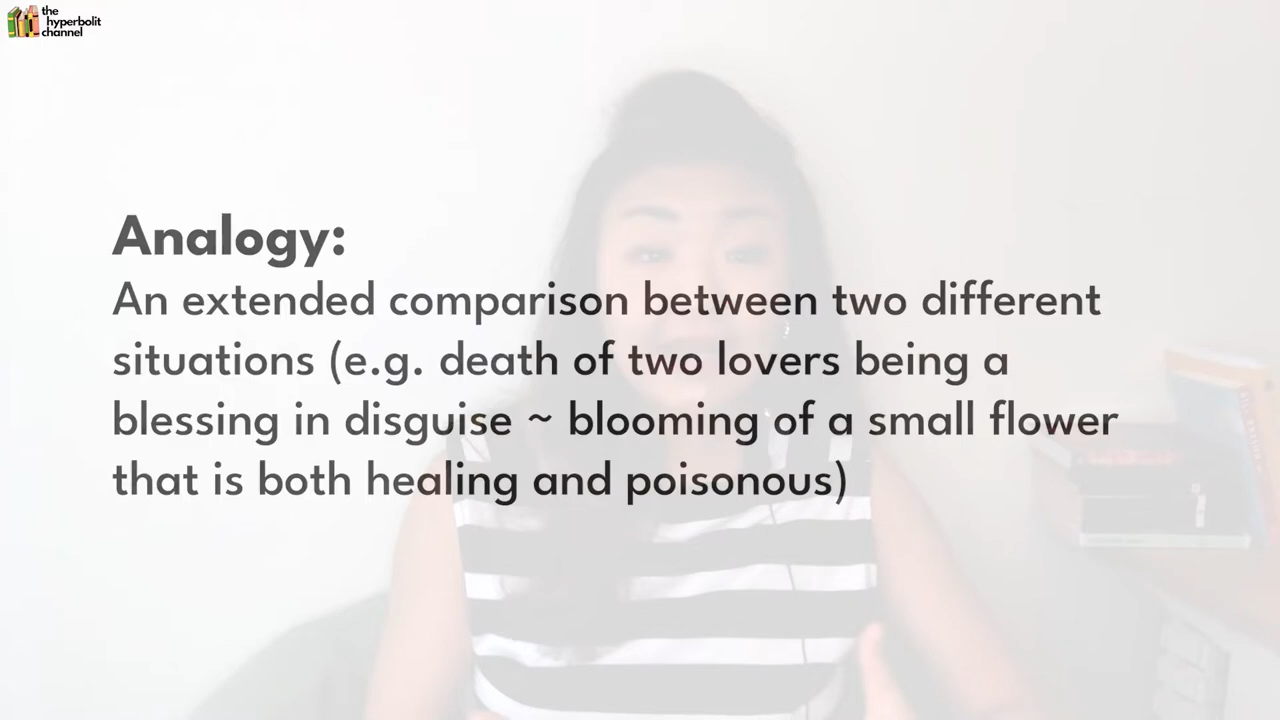 the
hyperbolit
channel
Analogy:
An extended comparison between two different
situations (e.g. death of two lovers being a
blessing in disguise ~ blooming of a small flower
that is both healing and poisonous)